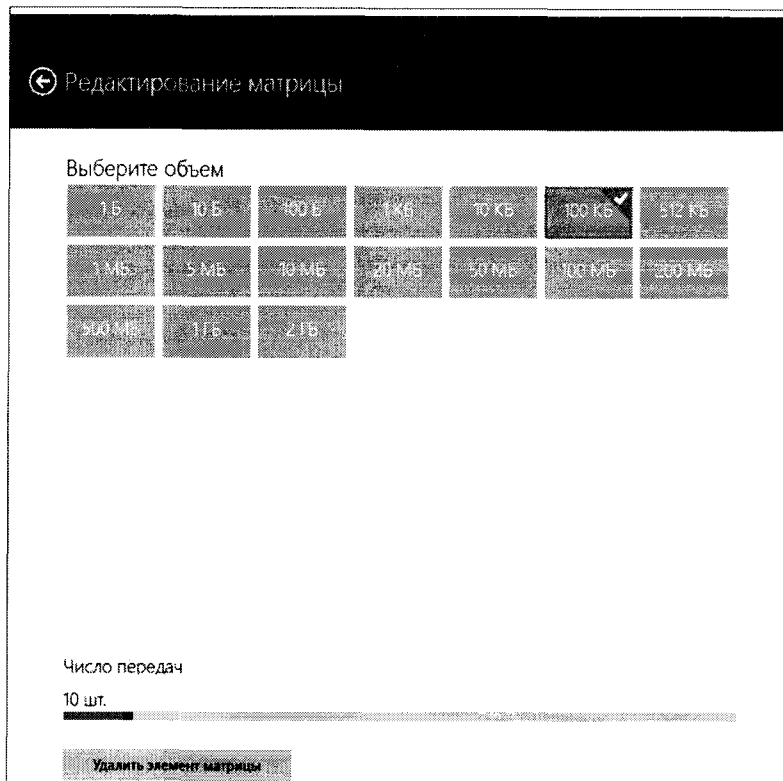 Редактирование матрицы
Выберите объем
1 Б 10 Б 100 Б 1 КБ 10 КБ 100 КБ 512 КБ
1 МБ 5 МБ 10 МБ 20 МБ 50 МБ 100 МБ 200 МБ
500 МБ 1 ГБ 2 ГБ
Число передач
10 шт.
Удалить элемент матрицы